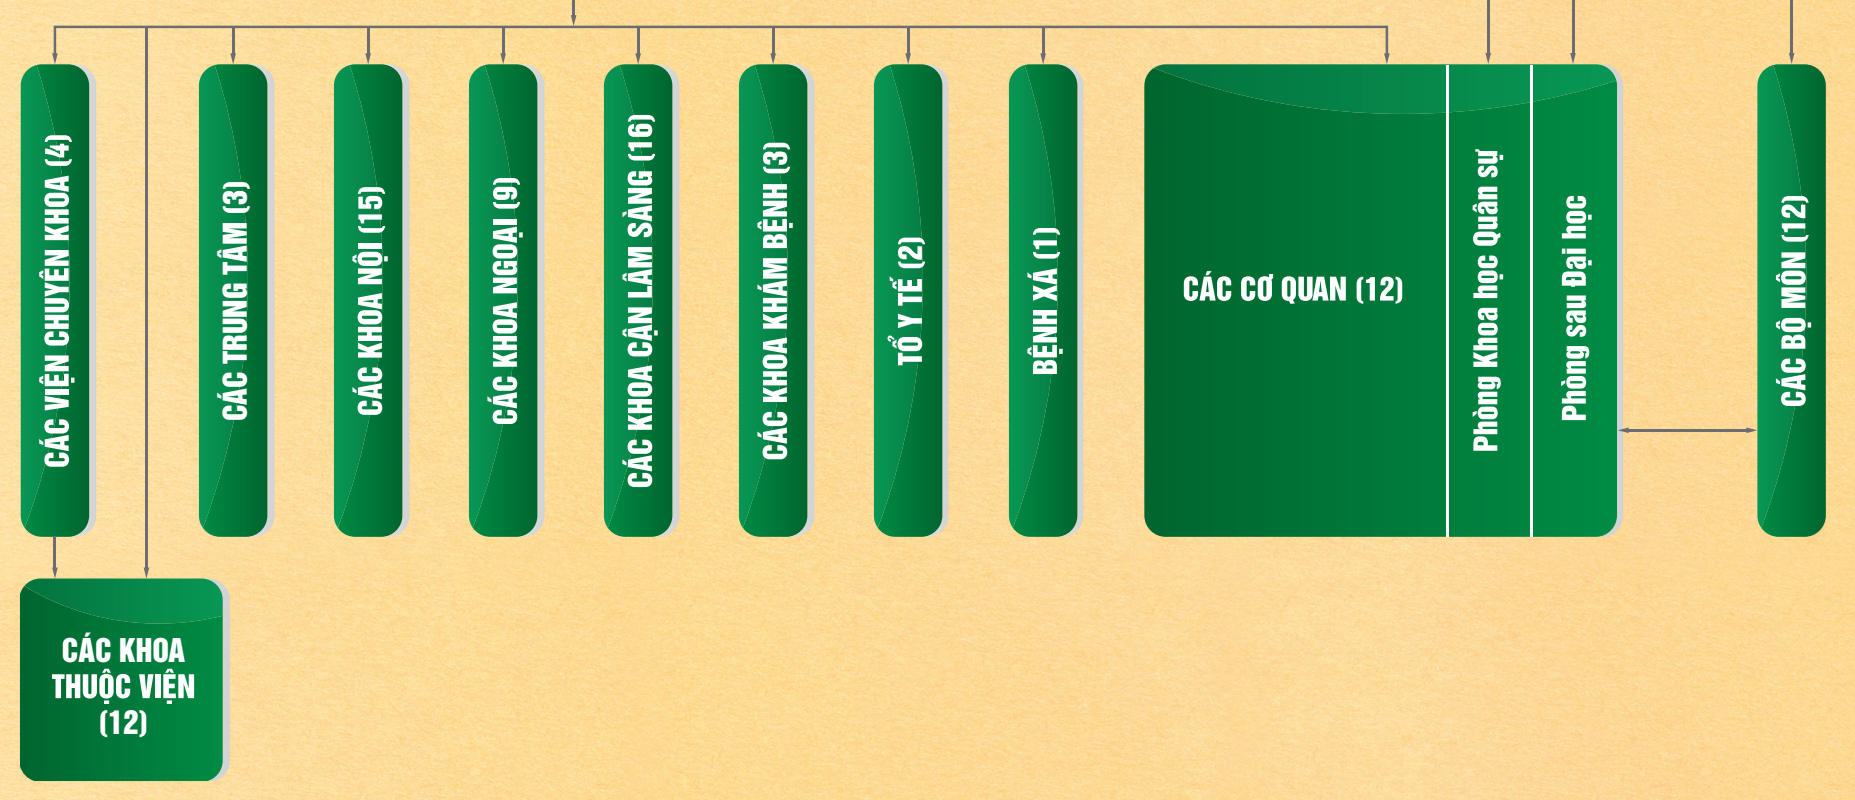 CÁC VIỆN CHUYÊN KHOA (4)
CÁC TRUNG TÂM (3)
CÁC KHOA NỘI (15)
CÁC KHOA NGOẠI (9)
CÁC KHOA CẬN LÂM SÀNG (16)
CÁC KHOA KHÁM BỆNH (3)
TỔ Y TẾ (2)
BỆNH XÁ (1)
CÁC CƠ QUAN (12)
Phòng Khoa học Quân sự
Phòng sau Đại học
CÁC BỘ MÔN (12)
CÁC KHOA
THUỘC VIỆN
(12)